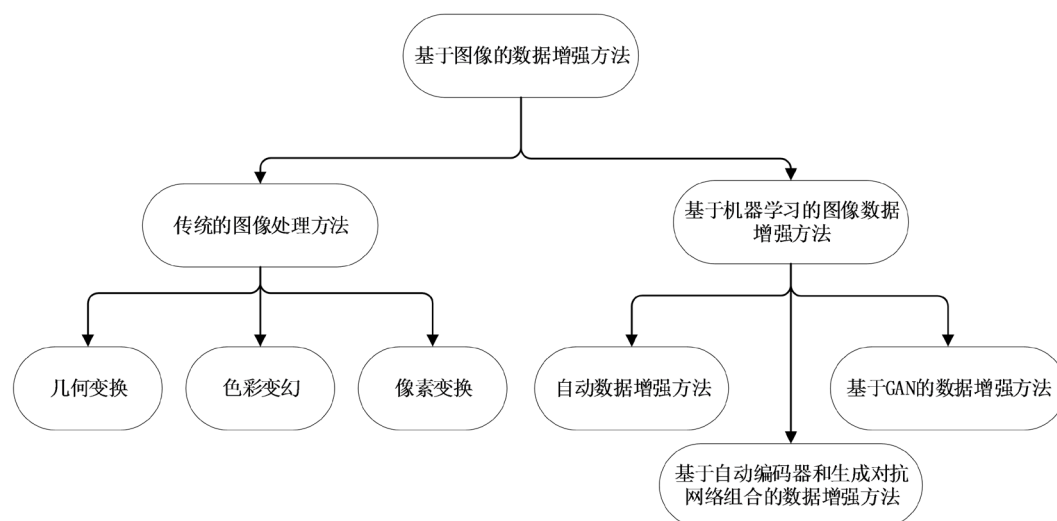 基于图像的数据增强方法
传统的图像处理方法
基于机器学习的图像数据
增强方法
几何变换
色彩变幻
像素变换
自动数据增强方法
基于GAN的数据增强方法
基于自动编码器和生成对抗
网络组合的数据增强方法